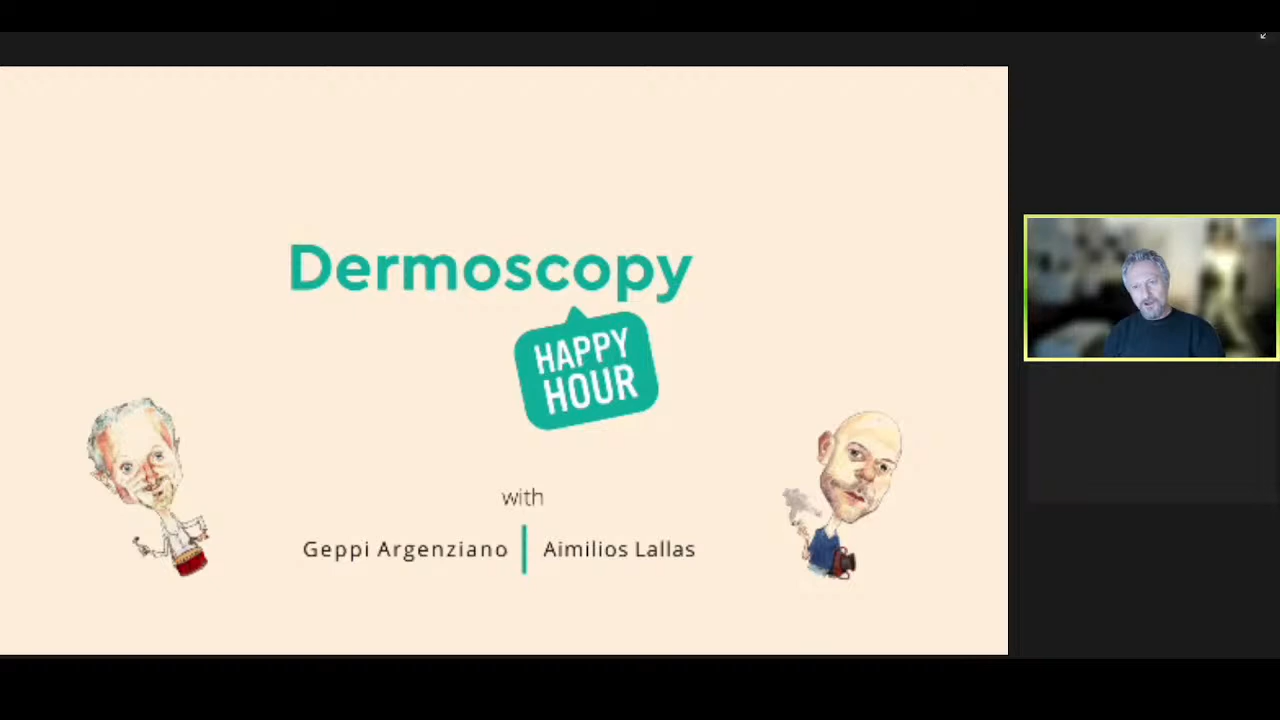 Dermoscopy
HAPPY
HOUR
with
Geppi Argenziano
Aimilios Lallas